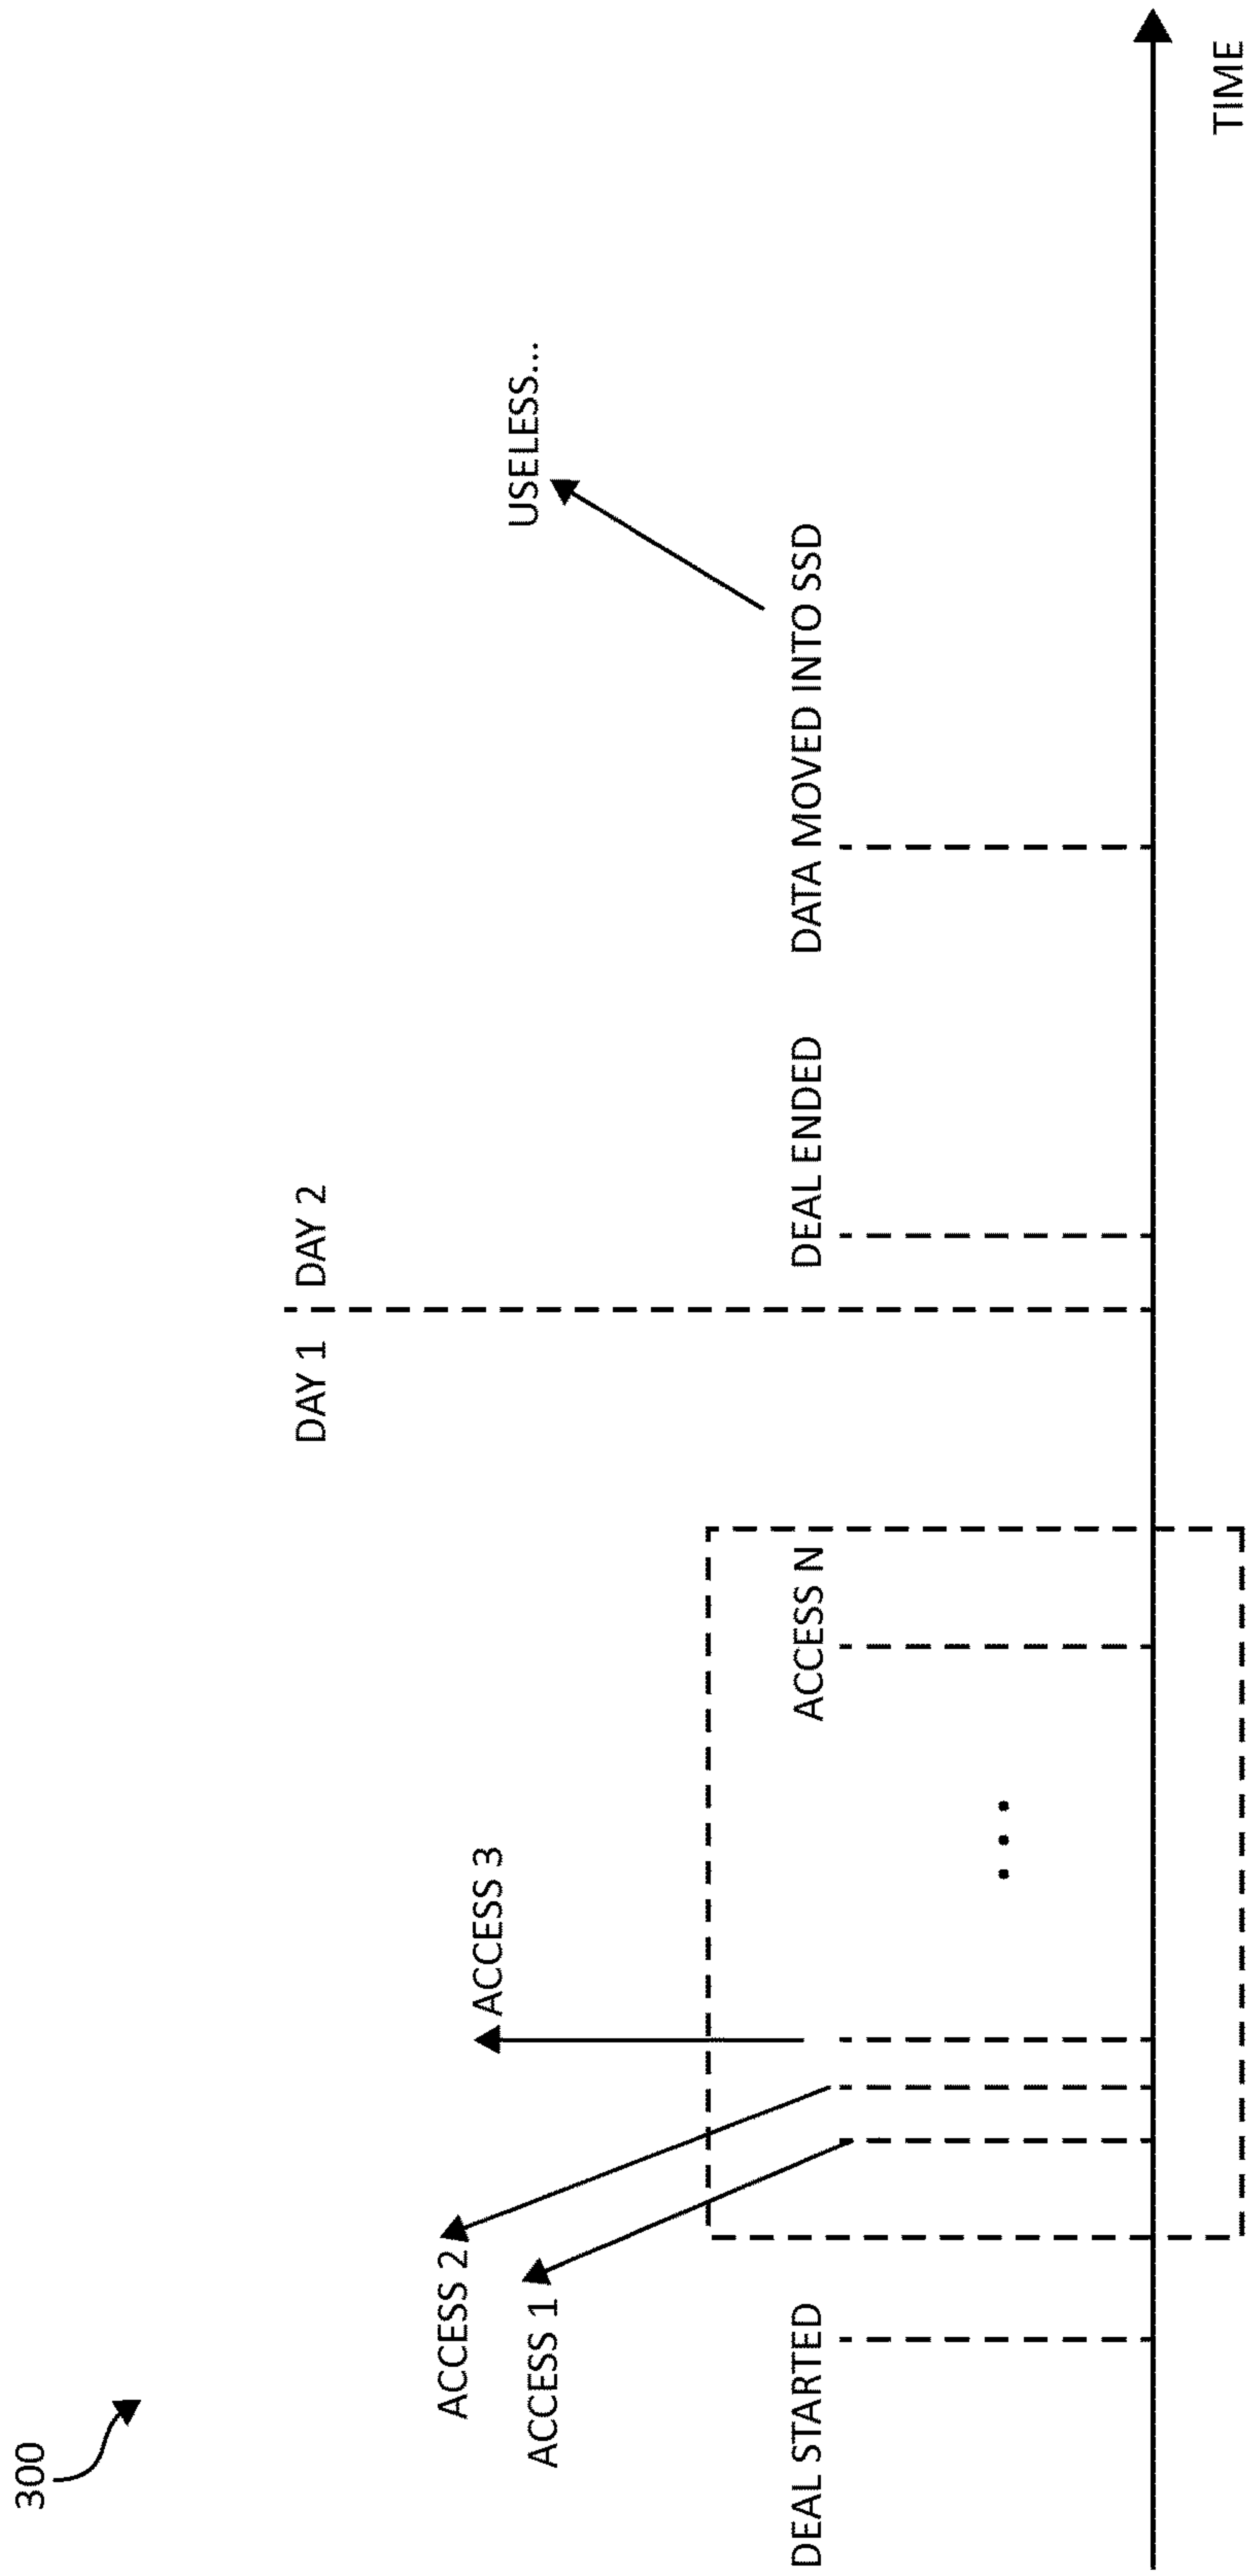 300
DAY 1
DAY 2
ACCESS 2
ACCESS 3
ACCESS 1
USELESS...
DEAL STARTED
ACCESS N
DEAL ENDED
DATA MOVED INTO SSD
TIME